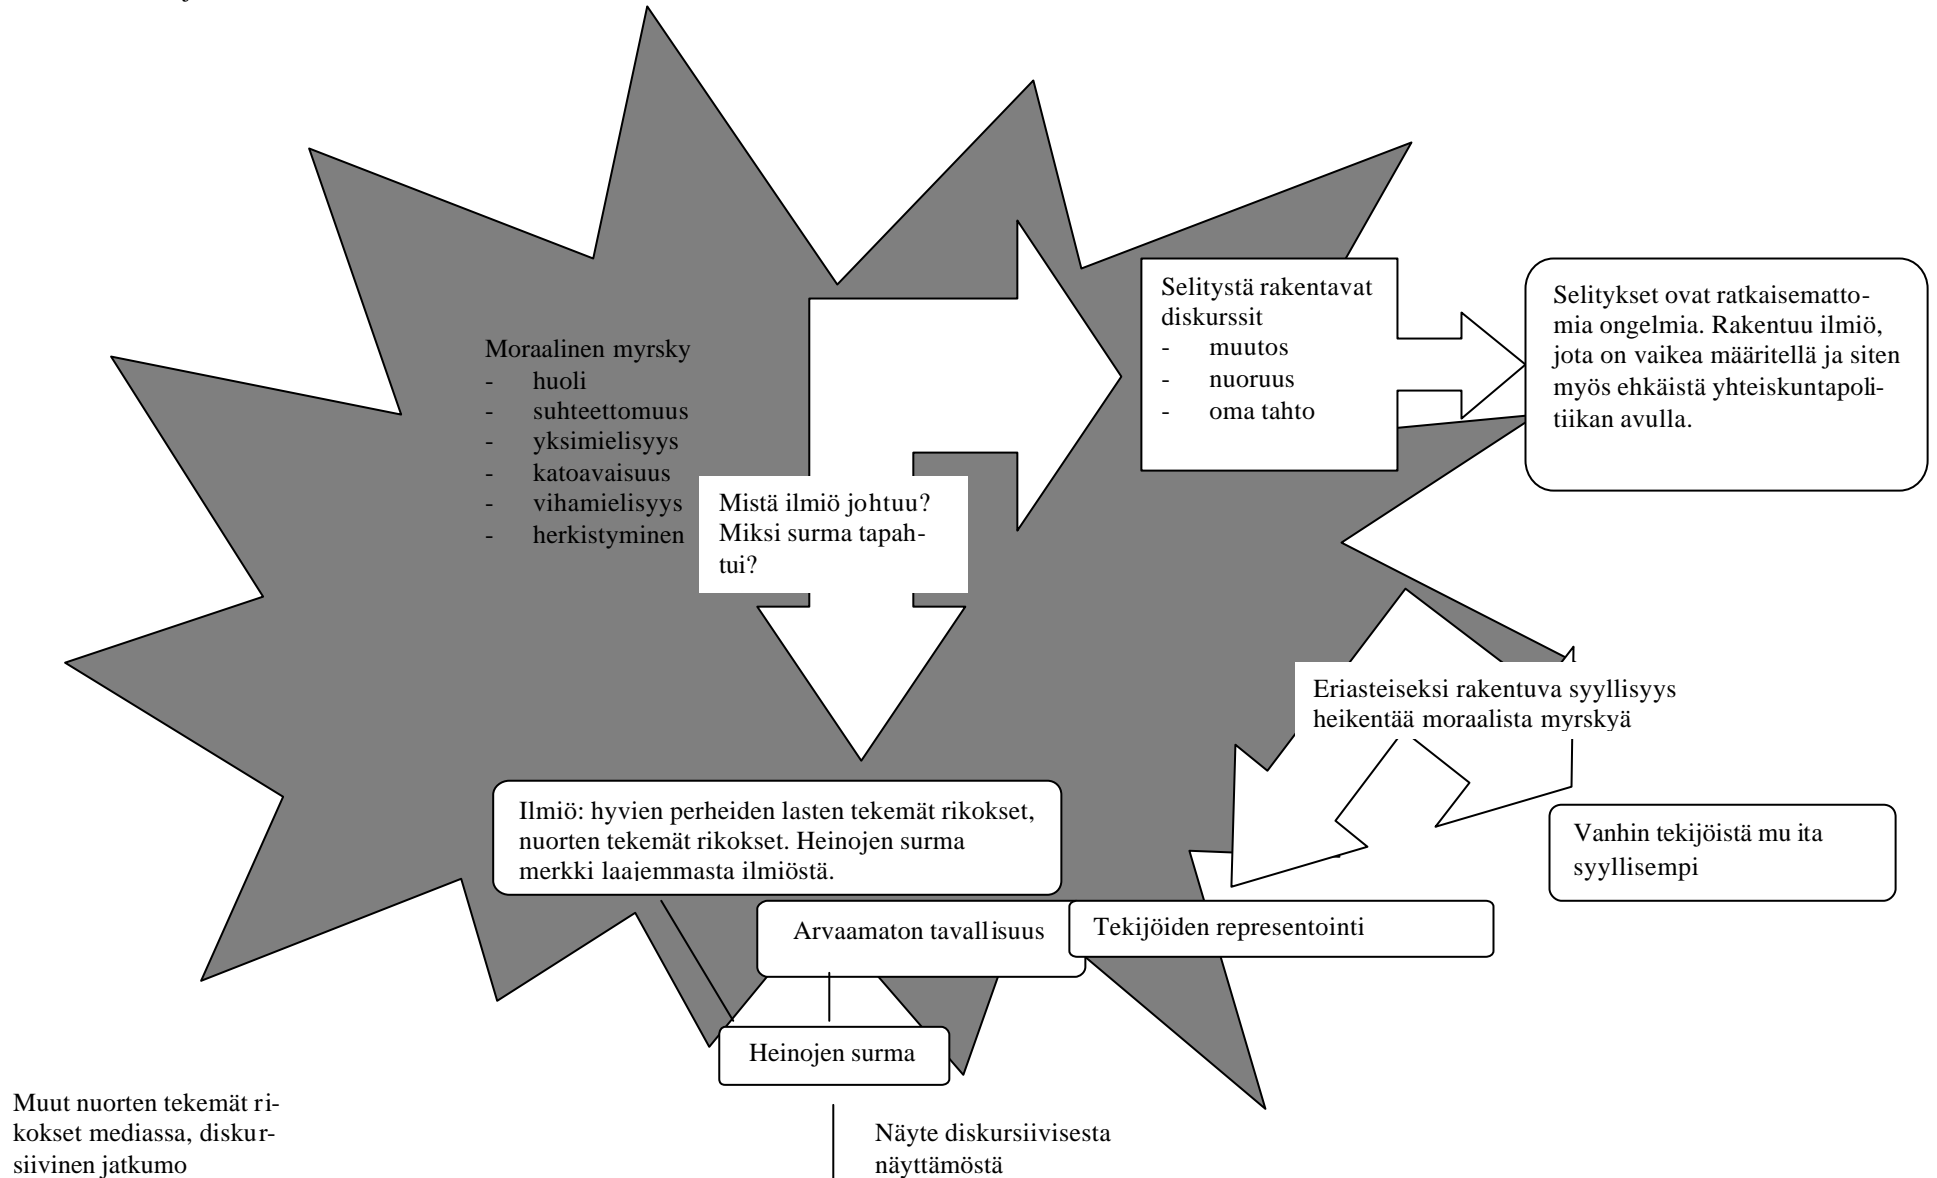 Moraalinen myrsky
- huoli
- suhteettomuus
- yksimielisyys
- katoavaisuus
- vihamielisyys
- herkistyminen
Mistä ilmiö johtuu?
Miksi surma tapah-
tui?
Selitystä rakentavat
diskurssit
- muutos
- nuoruus
- oma tahto
Selitykset ovat ratkaisematto-
mia ongelmia. Rakentuu ilmiö,
jota on vaikea määritellä ja siten
myös ehkäistä yhteiskuntapoli-
tiikan avulla.
Eriasteiseksi rakentuva syyllisyys
heikentää moraalista myrskyä
Ilmiö: hyvien perheiden lasten tekemät rikokset,
nuorten tekemät rikokset. Heinojen surma
merkki laajemmasta ilmiöstä.
Vanhin tekijöistä mu ita
syyllisempi
Arvaamaton tavallisuus
Tekijöiden representointi
Heinojen surma
Muut nuorten tekemät ri-
kokset mediassa, diskur-
siivinen jatkumo
Näyte diskursiivisesta
näyttämöstä